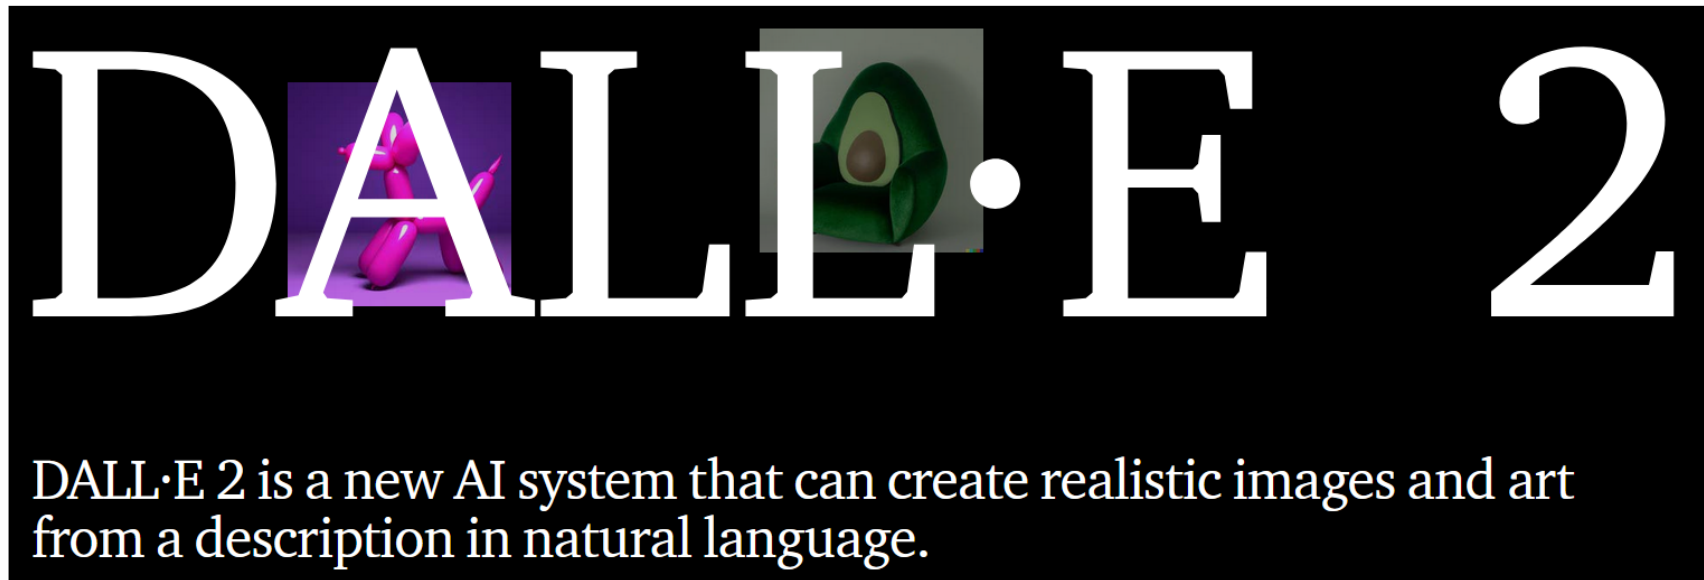 DALL·E 2
DALL·E 2 is a new AI system that can create realistic images and art
from a description in natural language.